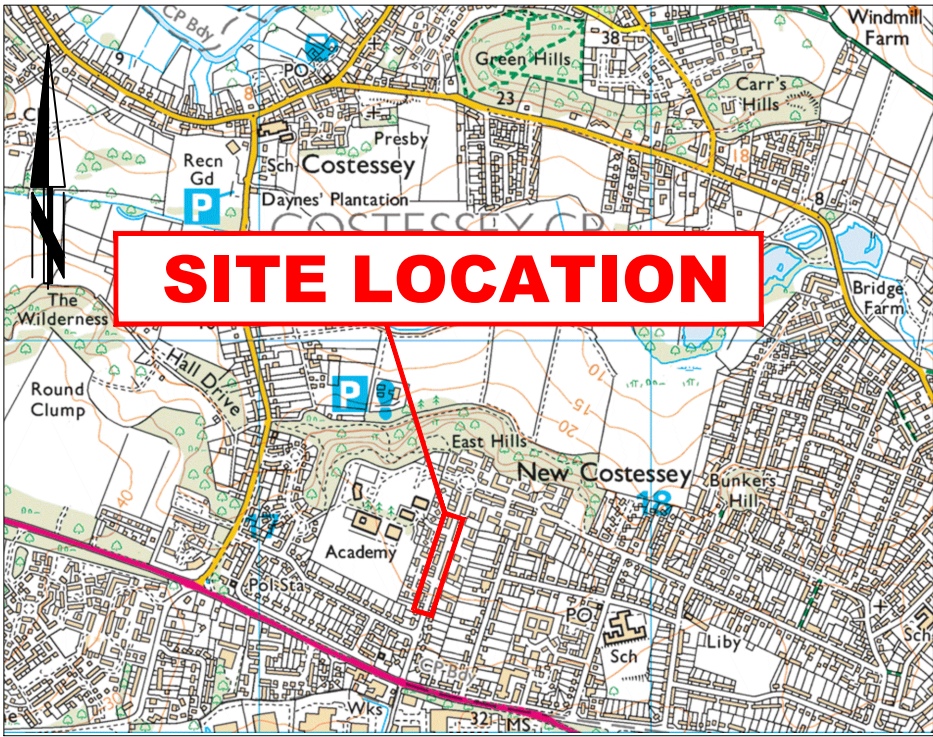 CP Bdy
Windmill
Farm
Green Hills
38
9
PO
8
23
Carr's
Hills
Presby
18
Recn
Gd
Sch
Costessey
P
Daynes' Plantation
8
COSTESSEY CP
SITE LOCATION
N
Bridge
Farm
The
Wilderness
Hall Drive
10
15
20
Round
Clump
P
East Hills
New Costessey
18
Bunkers
Hill
40
17
Academy
Pol Sta
PO
Sch
Liby
Sch
CP Bdy
Wks
32
MS